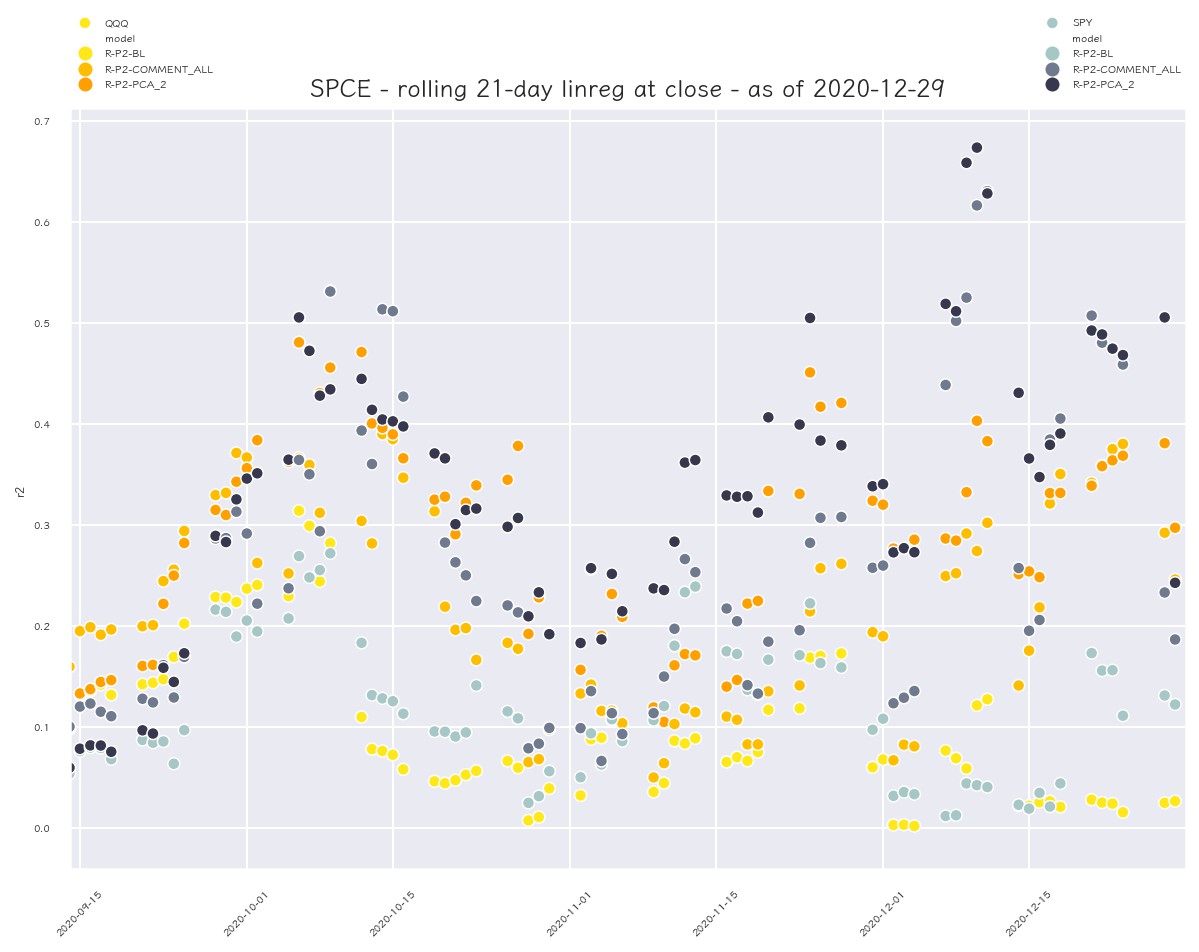 QQQ
model
R-P2-BL
R-P2-COMMENT_ALL
R-P2-PCA_2
SPY
model
R-P2-BL
R-P2-COMMENT_ALL
R-P2-PCA_2
SPCE - rolling 21-day linreg at close - as of 2020-12-29
0.7
0.6
0.5
0.4
0.3
0.2
0.1
0.0
r2
2020-09-15
2020-10-01
2020-10-15
2020-11-01
2020-11-15
2020-12-01
2020-12-15